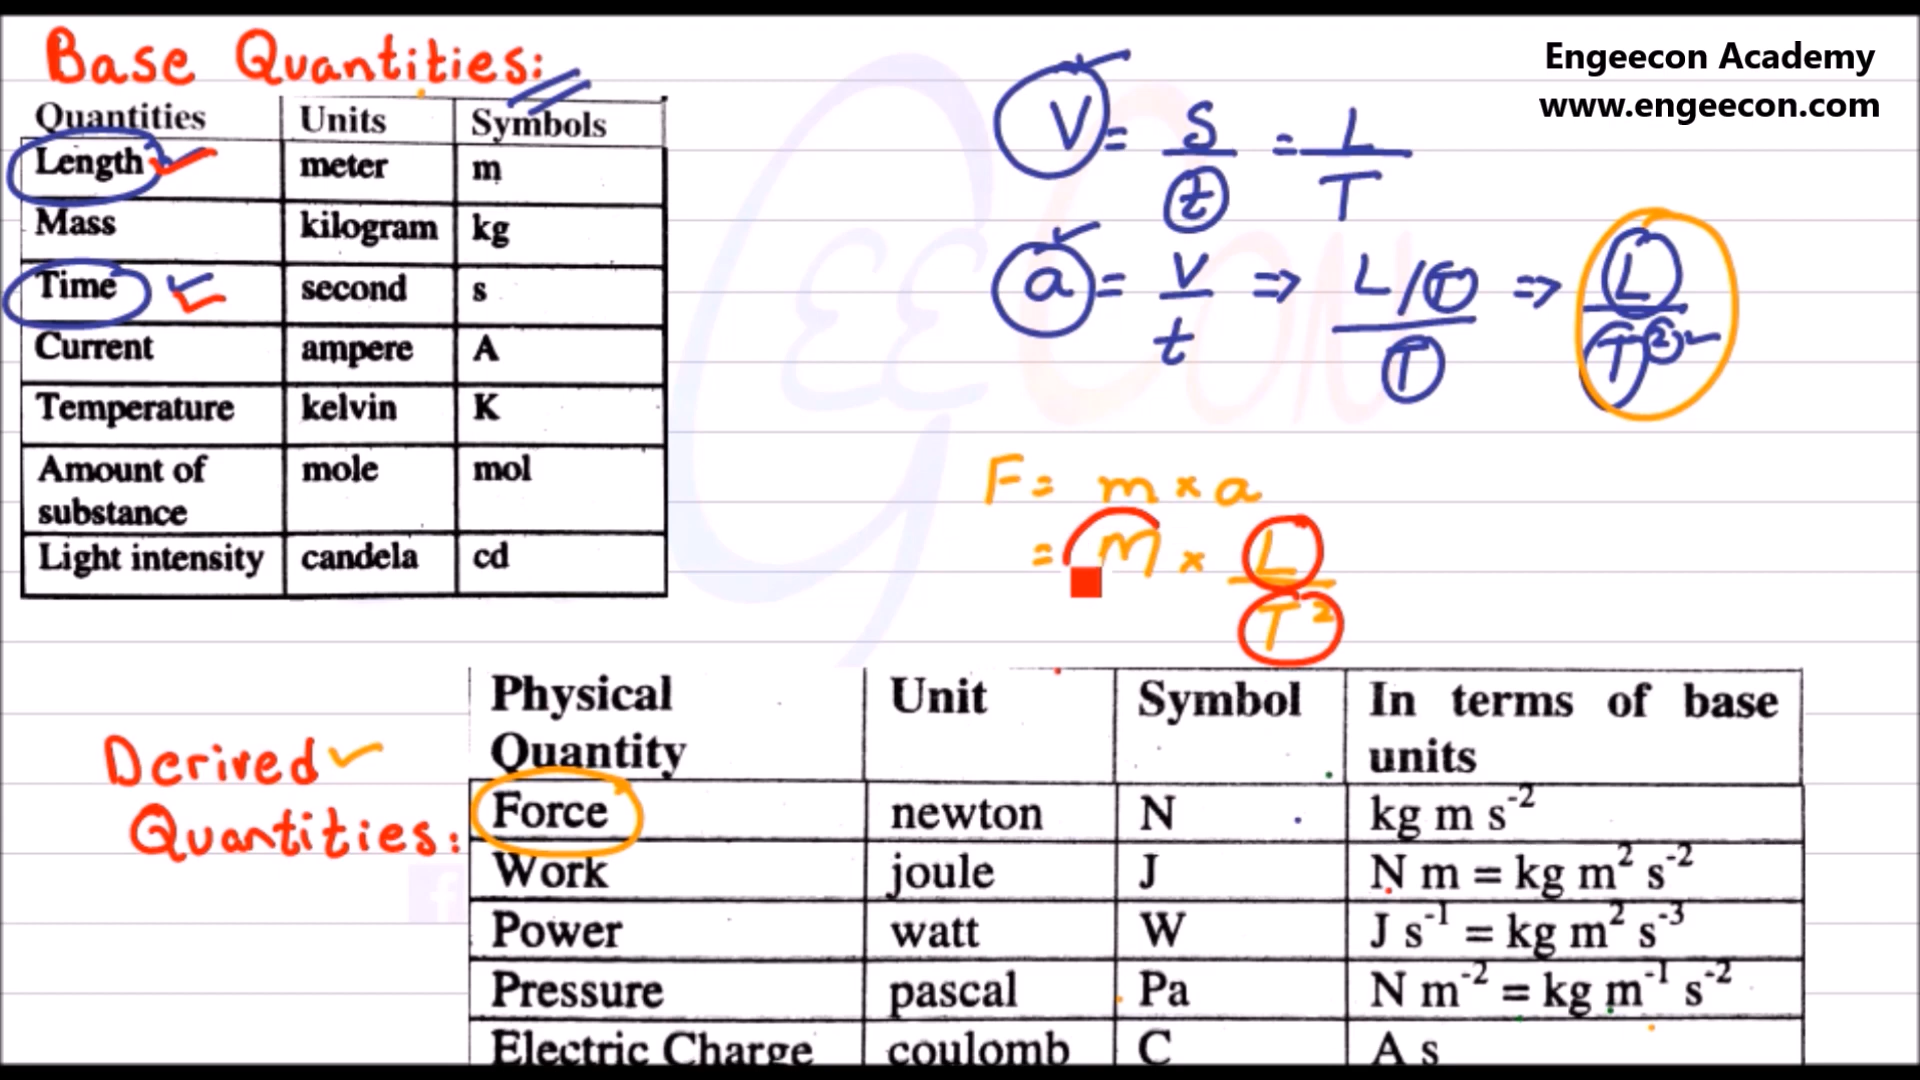 Base Quantities:
Engeecon Academy
www.engeecon.com
Quantities Units Symbols
Length meter m
Mass kilogram kg
Time second s
Current ampere A
Temperature kelvin K
Amount of substance mole mol
Light intensity candela cd
V = S/t = L/T
a = v/t ⇒ L/T/T ⇒ L/T²
F = m × a
= m × L/T²
GeeCon
Derived
Quantities:
Physical Quantity Unit Symbol In terms of base units
Force newton N kg m s⁻²
Work joule J N m = kg m² s⁻²
Power watt W J s⁻¹ = kg m² s⁻³
Pressure pascal Pa N m⁻² = kg m⁻¹ s⁻²
Electric Charge coulomb C A s